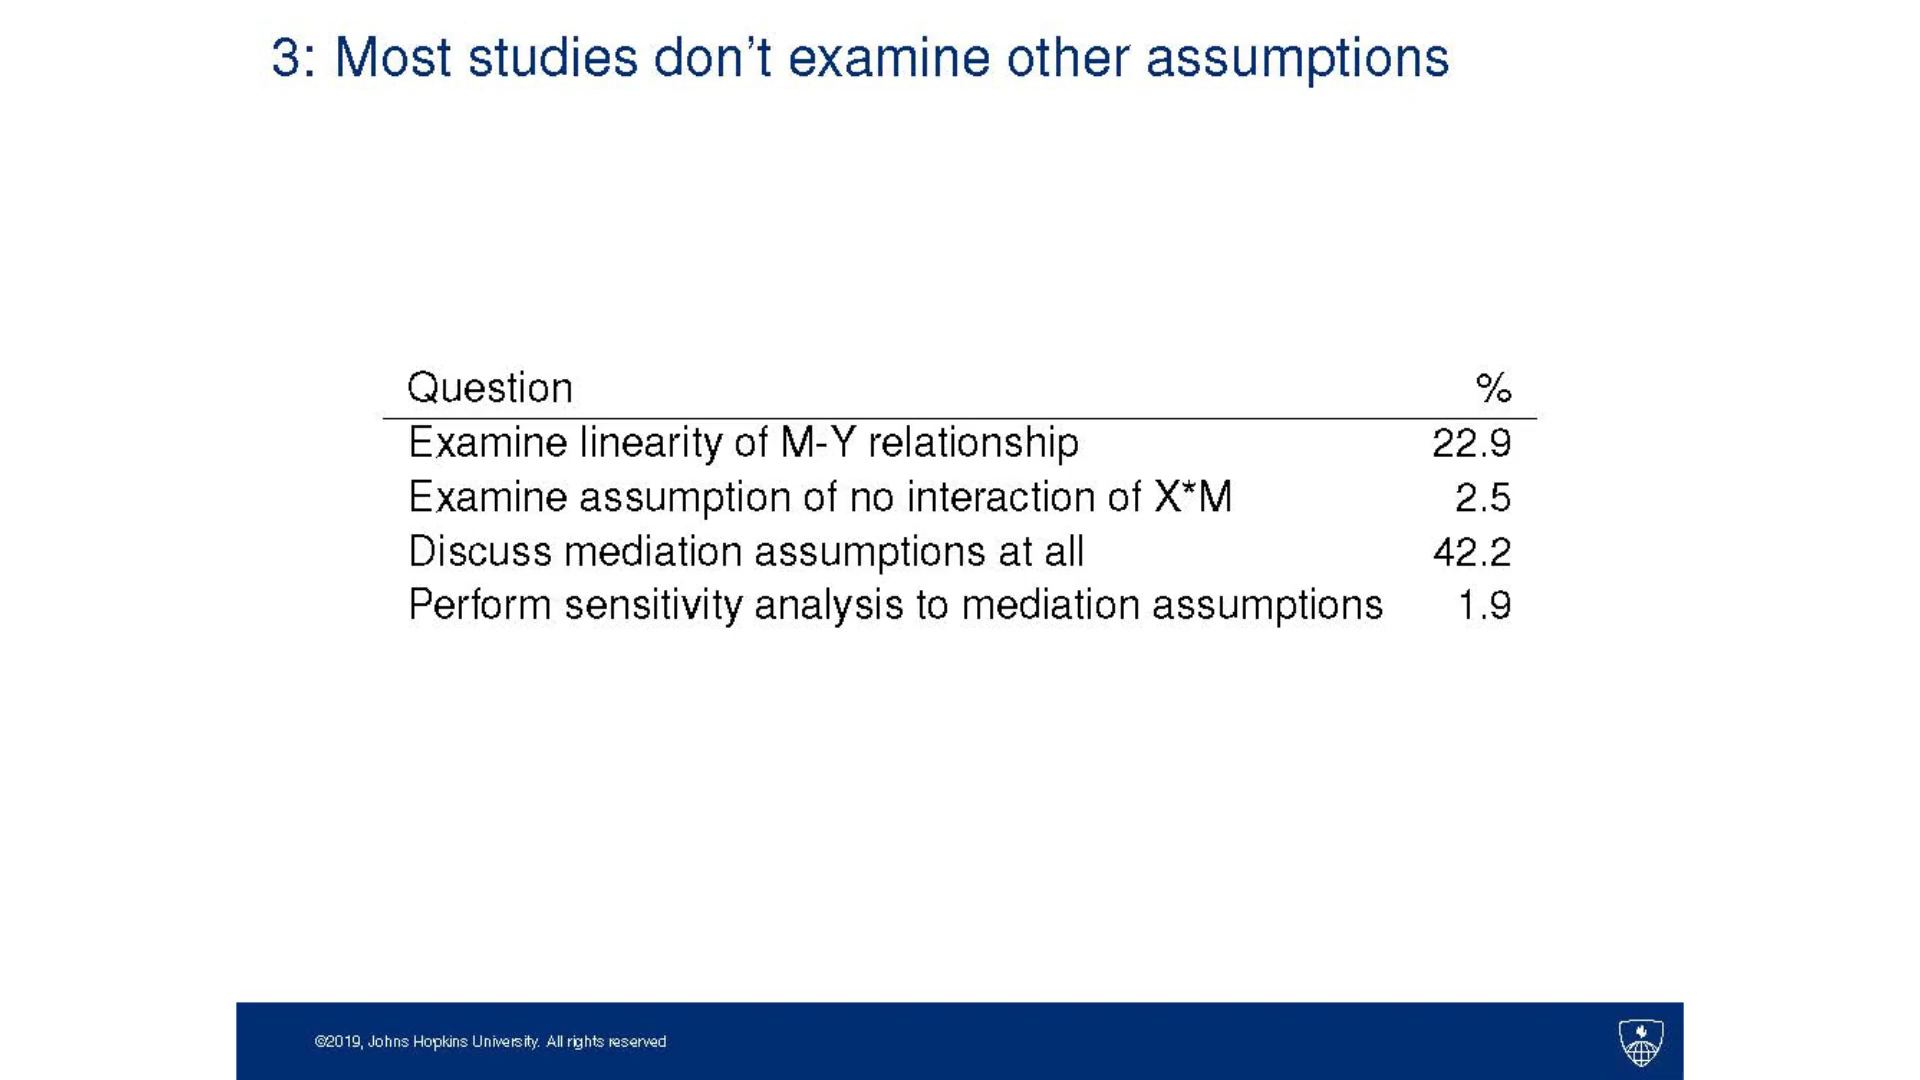 3: Most studies don't examine other assumptions
Question %
Examine linearity of M-Y relationship 22.9
Examine assumption of no interaction of X*M 2.5
Discuss mediation assumptions at all 42.2
Perform sensitivity analysis to mediation assumptions 1.9
©2019, Johns Hopkins University. All rights reserved